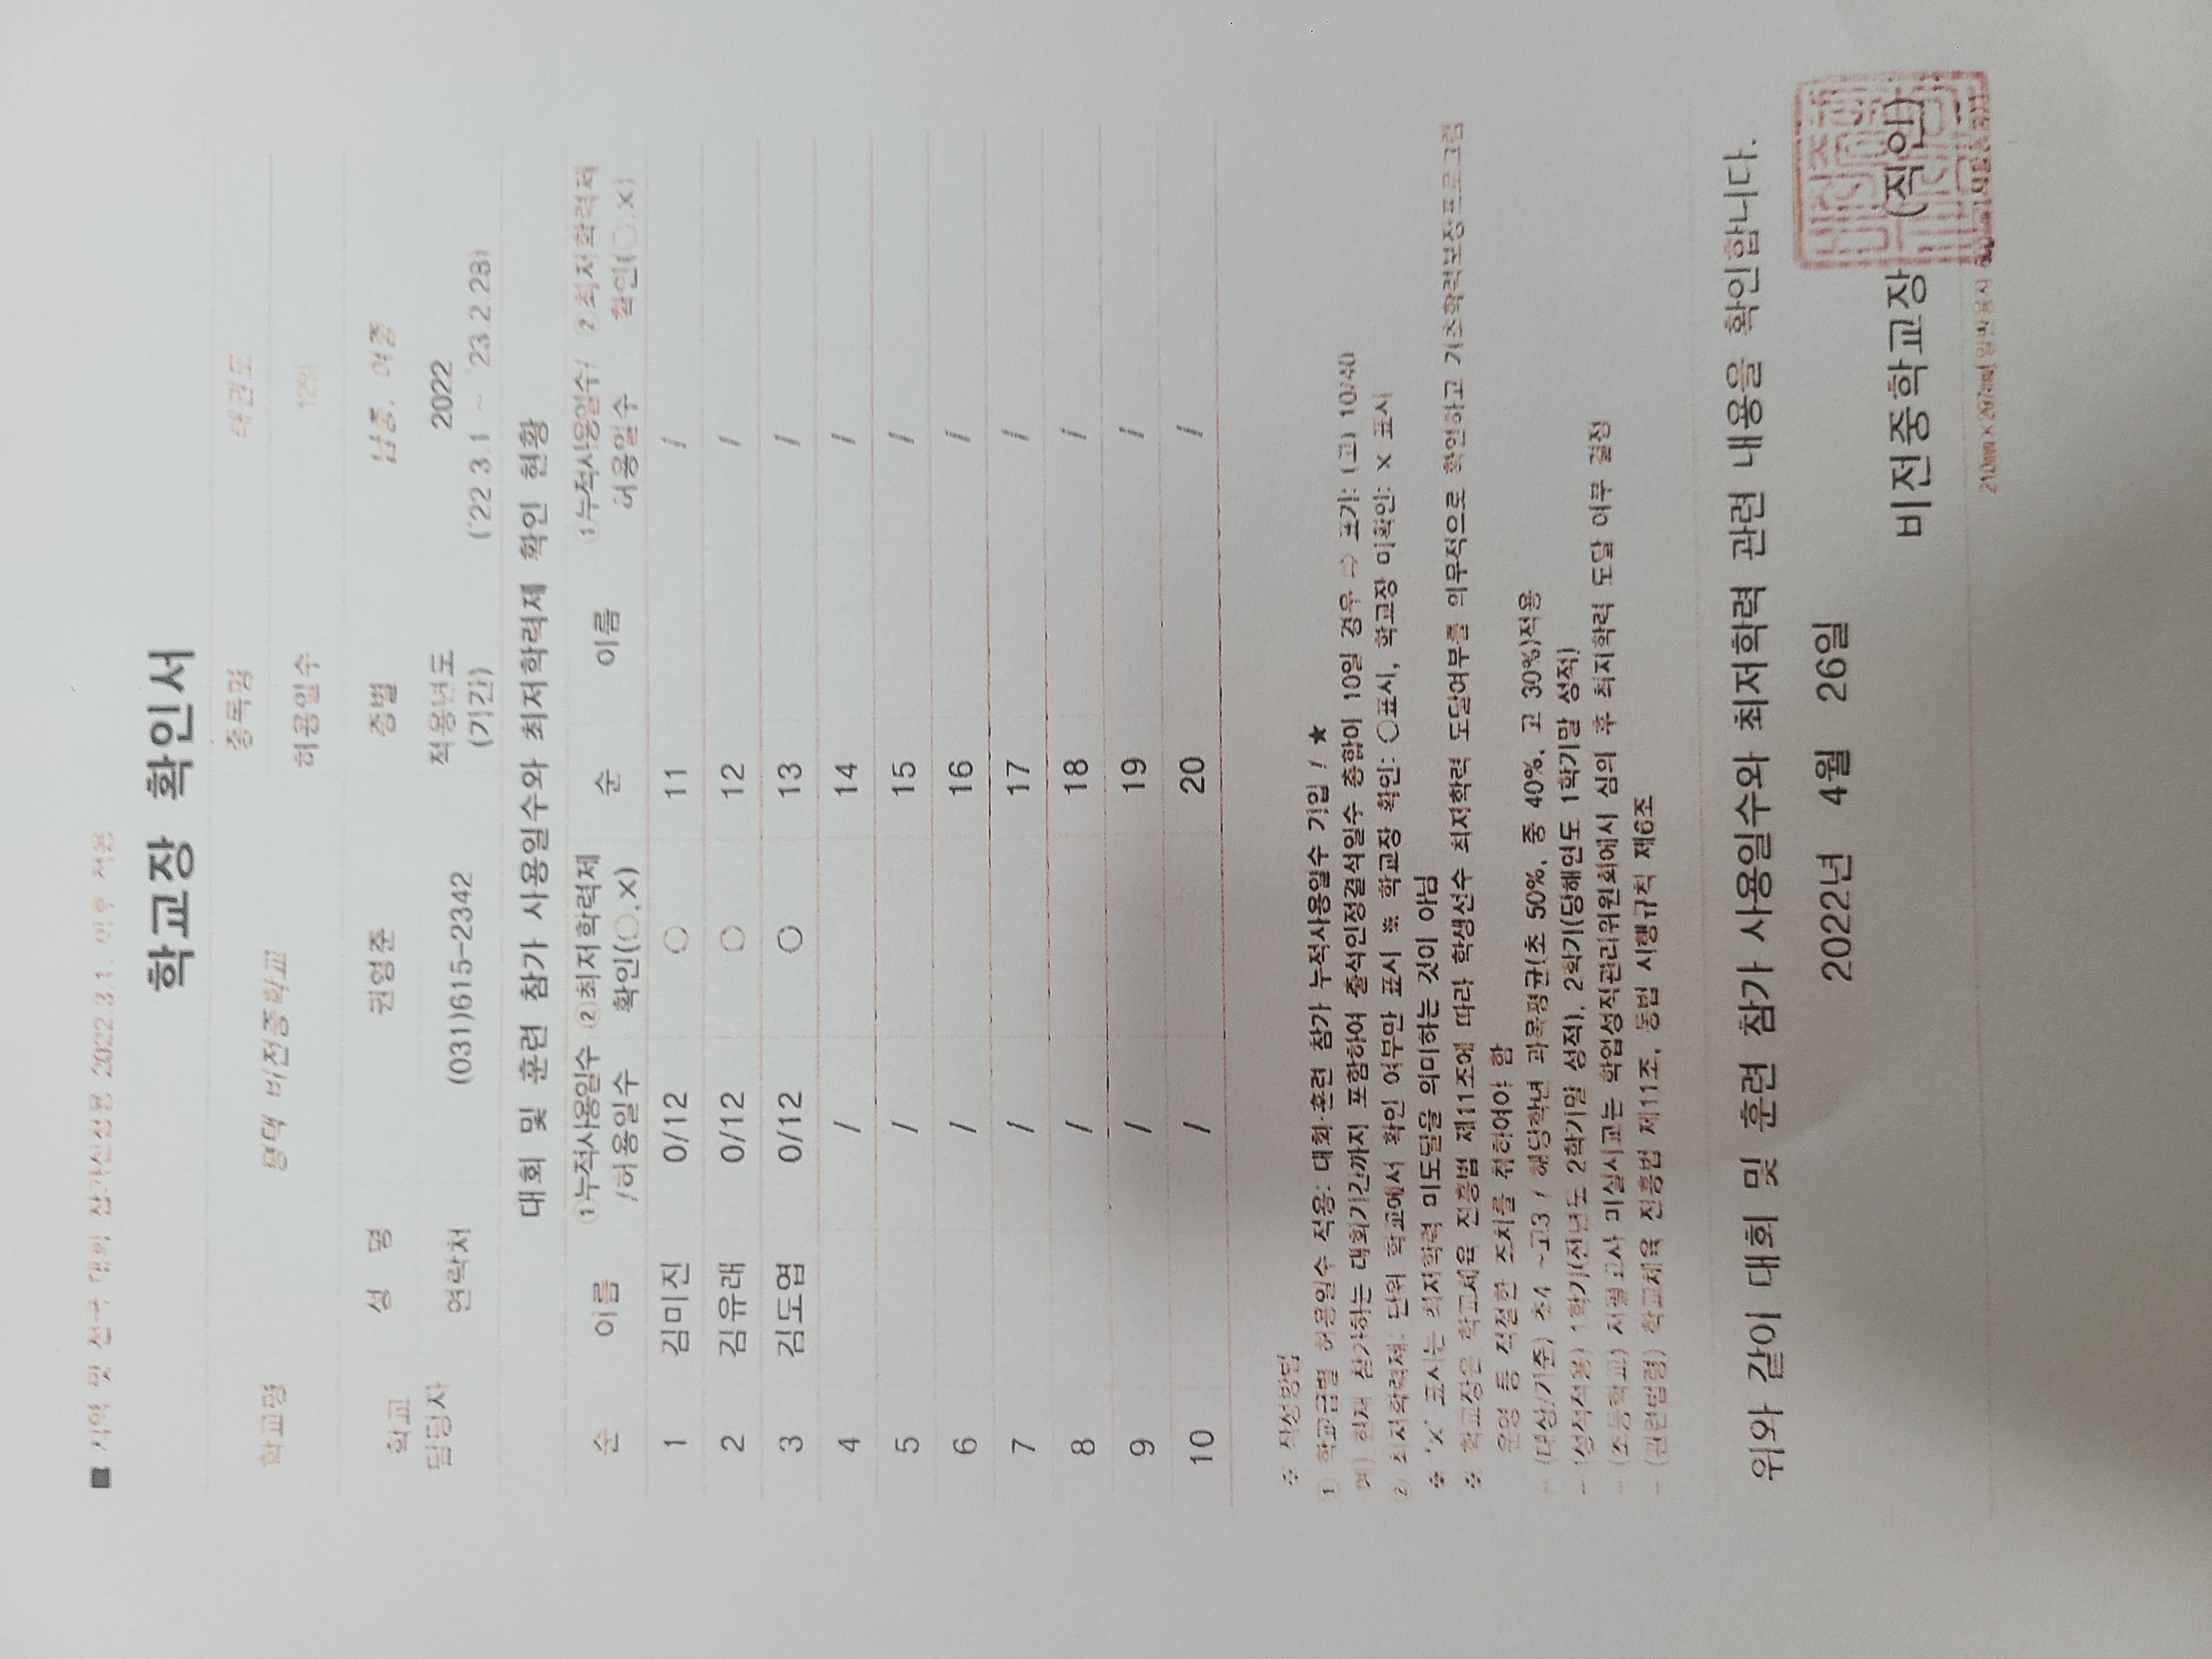 ■ 지역 및 전국 대회 참가신청용 2022.3.1. 이후 적용
학교장 확인서
학교명 평택 비전중학교 종목명 태권도
허용일수 12일
학교 담당자 성 명 권영준 종별 남중, 여중
연락처 (031)615-2342 적용년도 (기간) 2022
('22.3.1 ~ '23.2.28)
대회 및 훈련 참가 사용일수와 최저학력제 확인 현황
순 이름 ①누적사용일수 /허용일수 ②최저학력제 확인(○,X) 순 이름 ①누적사용일수/ 허용일수 ②최저학력제 확인(○,X)
1 김미진 0/12 ○ 11 /
2 김유래 0/12 ○ 12 /
3 김도엽 0/12 ○ 13 /
4 / 14 /
5 / 15 /
6 / 16 /
7 / 17 /
8 / 18 /
9 / 19 /
10 / 20 /
※ 작성방법
① 학교급별 허용일수 적용: 대회·훈련 참가 누적사용일수 기입 / ★
예) 현재 참가하는 대회기간까지 포함하여 출석인정결석일수 총합이 10일 경우 ⇨ 표기: (고) 10/40
② 최저학력제: 단위 학교에서 확인 여부만 표시 ※ 학교장 확인: ○표시, 학교장 미확인: × 표시
※ 'X' 표시는 최저학력 미도달을 의미하는 것이 아님
※ 학교장은 학교체육 진흥법 제11조에 따라 학생선수 최저학력 도달여부를 의무적으로 확인하고 기초학력보장프로그램
운영 등 적절한 조치를 취하여야 함
- (대상/기준) 초4 ~고3 / 해당학년 과목평균(초 50%, 중 40%, 고 30%)적용
- (성적적용) 1학기(전년도 2학기말 성적), 2학기(당해연도 1학기말 성적)
- (초등학교) 지필고사 미실시교는 학업성적관리위원회에서 심의 후 최저학력 도달 여부 결정
- (관련법령) 학교체육 진흥법 제11조, 동법 시행규칙 제6조
위와 같이 대회 및 훈련 참가 사용일수와 최저학력 관련 내용을 확인합니다.
2022년 4월 26일
비전중학교장 (직인)
210mm×297mm[일반용지